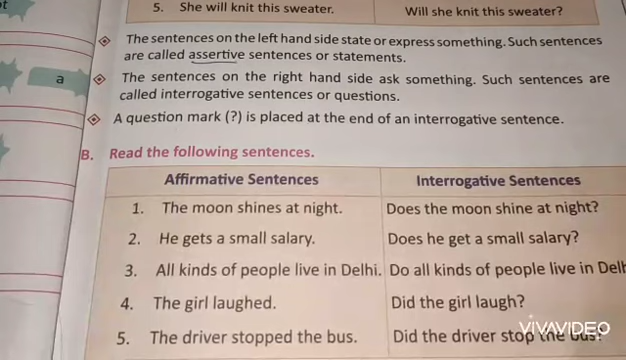 5. She will knit this sweater. Will she knit this sweater?
The sentences on the left hand side state or express something. Such sentences
are called assertive sentences or statements.
a
The sentences on the right hand side ask something. Such sentences are
called interrogative sentences or questions.
A question mark (?) is placed at the end of an interrogative sentence.
B. Read the following sentences.
Affirmative Sentences Interrogative Sentences
1. The moon shines at night. Does the moon shine at night?
2. He gets a small salary. Does he get a small salary?
3. All kinds of people live in Delhi. Do all kinds of people live in Delh
4. The girl laughed. Did the girl laugh?
5. The driver stopped the bus. Did the driver stop the bus?
VIVAVIDEO